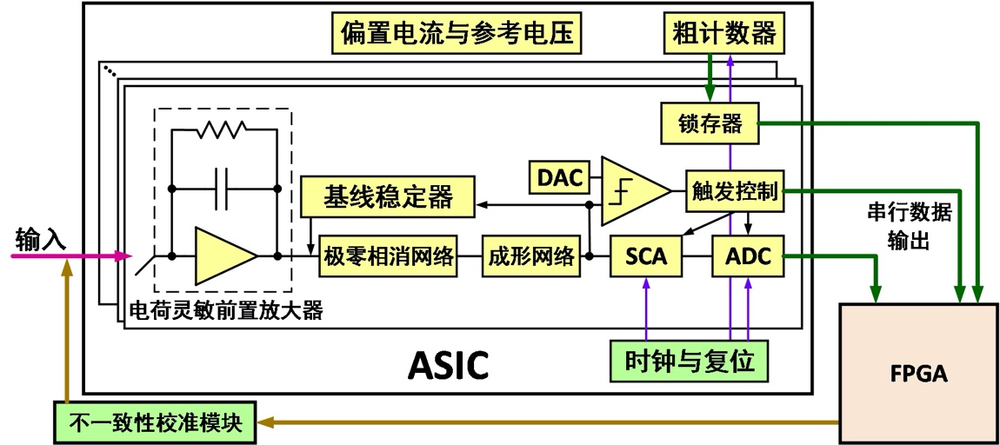 偏置电流与参考电压
粗计数器
锁存器
DAC
触发控制
基线稳定器
串行数据
输出
输入
极零相消网络
成形网络
SCA
ADC
电荷灵敏前置放大器
时钟与复位
ASIC
FPGA
不一致性校准模块